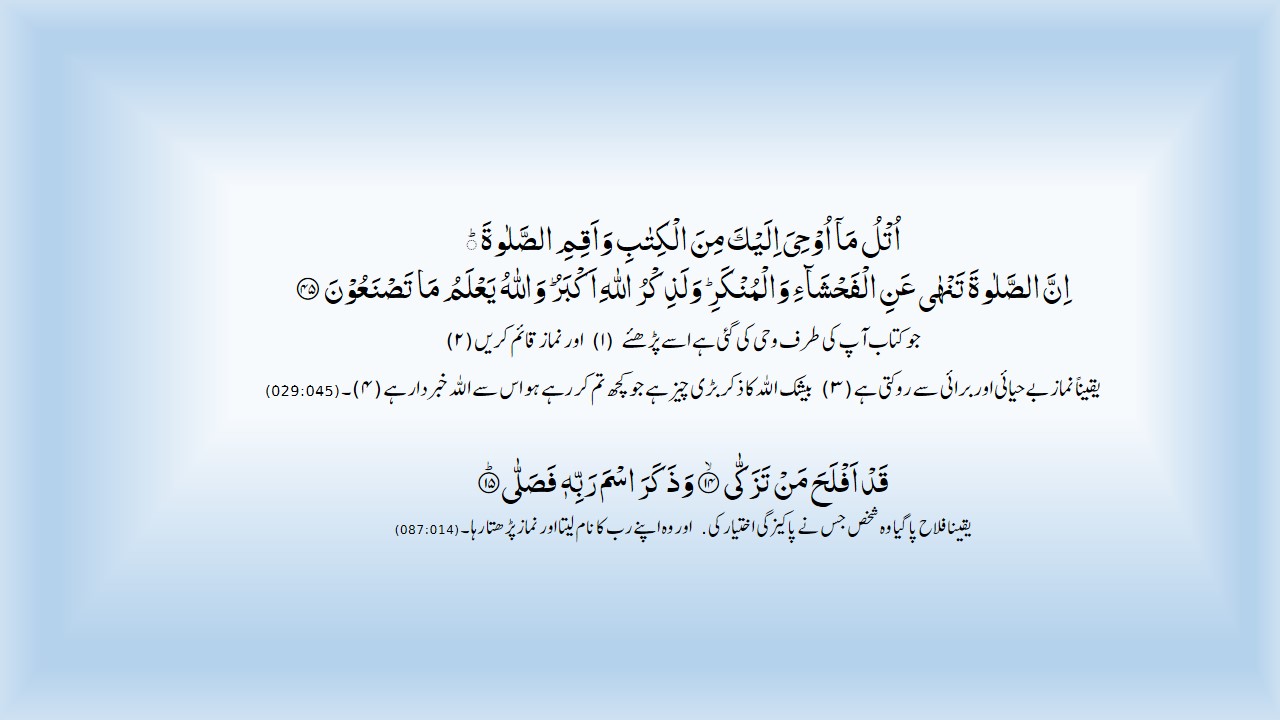 اُتْلُ مَاۤ اُوْحِیَ اِلَیْكَ مِنَ الْكِتٰبِ وَ اَقِمِ الصَّلٰوةَ ؕ
اِنَّ الصَّلٰوةَ تَنْهٰى عَنِ الْفَحْشَآءِ وَ الْمُنْكَرِ ؕ وَ لَذِكْرُ اللّٰهِ اَكْبَرُ ؕ وَ اللّٰهُ یَعْلَمُ مَا تَصْنَعُوْنَ ۝۴۵
جو کتاب آپ کی طرف وحی کی گئی ہے اسے پڑھئے (۱) اور نماز قائم کریں (۲)
یقیناً نماز بے حیائی اور برائی سے روکتی ہے (۳) بیشک اللہ کا ذکر بڑی چیز ہے جو کچھ تم کر رہے ہو اس سے اللہ خبردار ہے (۴)۔ (029:045)
قَدْ اَفْلَحَ مَنْ تَزَكّٰى ۝۱۴ۙ وَ ذَكَرَ اسْمَ رَبِّهٖ فَصَلّٰى ۝۱۵ؕ
یقینا فلاح پا گیا وہ شخص جس نے پاکیزگی اختیار کی. اور وہ اپنے رب کا نام لیتا اور نماز پڑھتا رہا۔ (087:014)